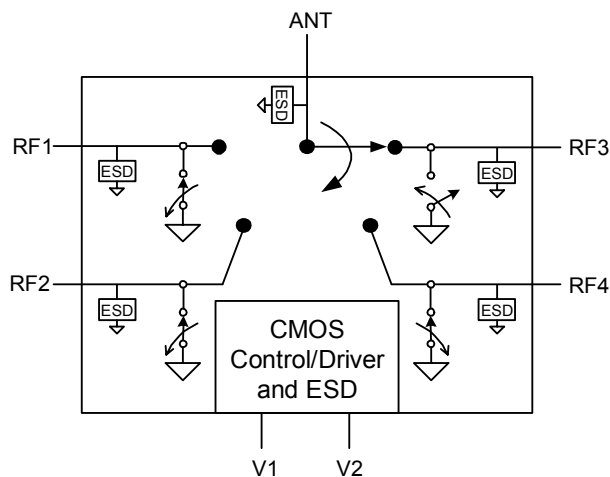 ANT
ESD
RF1
RF3
ESD
ESD
RF2
RF4
ESD
ESD
CMOS
Control/Driver
and ESD
V1
V2